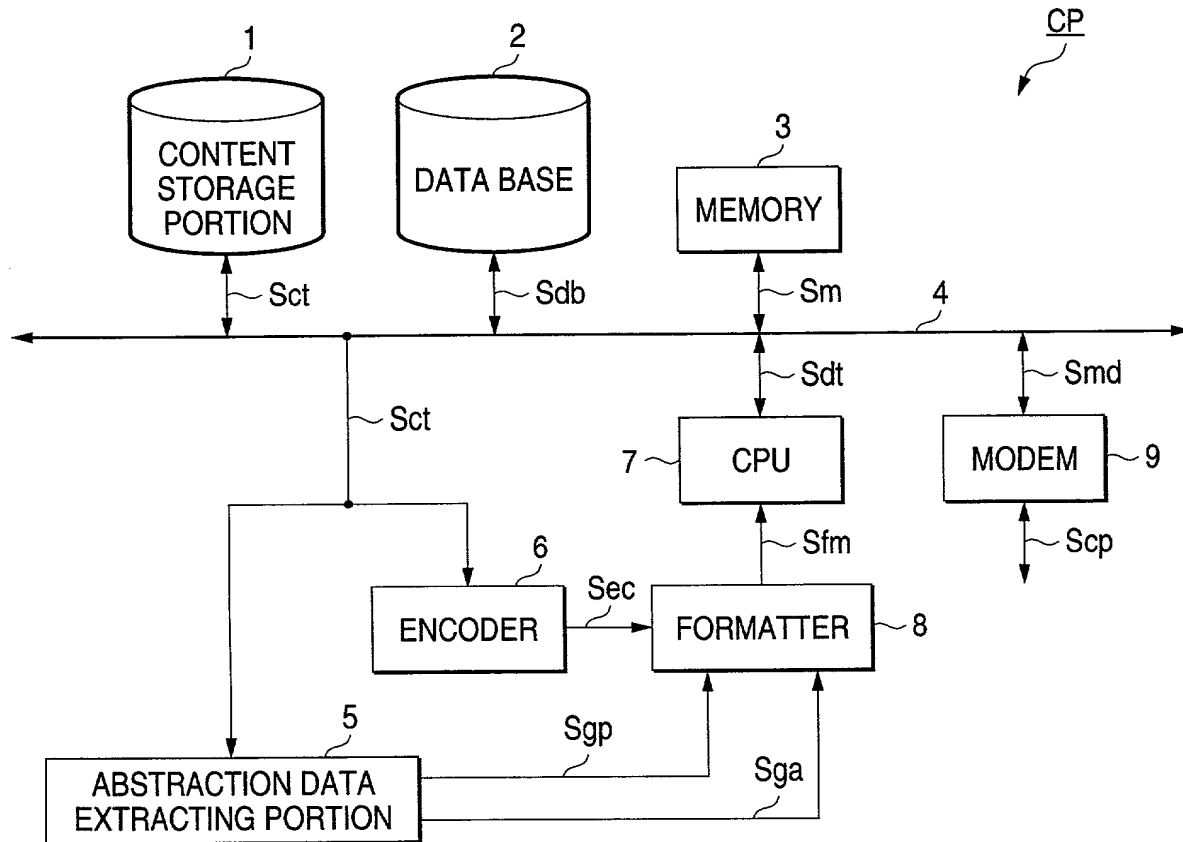 CP
1
2
3
CONTENT
STORAGE
PORTION
DATA BASE
MEMORY
Sct
Sdb
Sm
4
Sdt
Smd
Sct
7
CPU
MODEM
9
Sfm
Scp
6
Sec
ENCODER
FORMATTER
8
5
Sgp
Sga
ABSTRACTION DATA
EXTRACTING PORTION